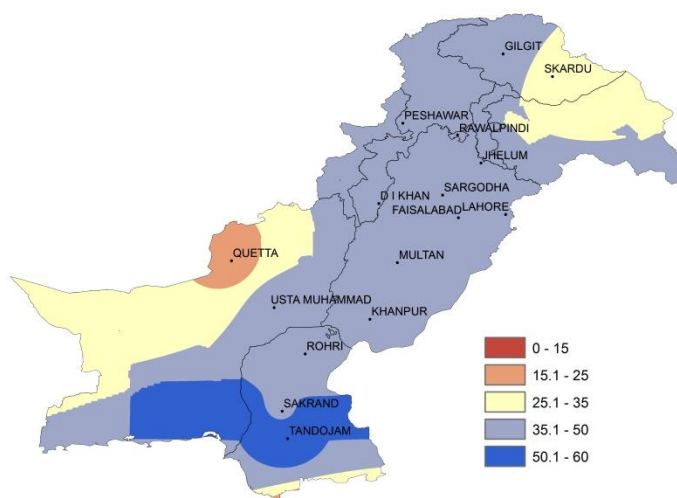 GILGIT
SKARDU
PESHAWAR
RAWALPINDI
JHELUM
D I KHAN
SARGODHA
FAISALABAD
LAHORE
QUETTA
MULTAN
USTA MUHAMMAD
KHANPUR
ROHRI
SAKRAND
TANDOJAM
0 - 15
15.1 - 25
25.1 - 35
35.1 - 50
50.1 - 60